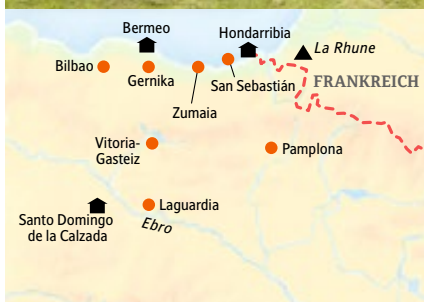 Bermeo
Hondarribia
La Rhune
Bilbao
Gernika
San Sebastián
FRANKREICH
Zumaia
Vitoria-
Gasteiz
Pamplona
Laguardia
Santo Domingo
de la Calzada
Ebro